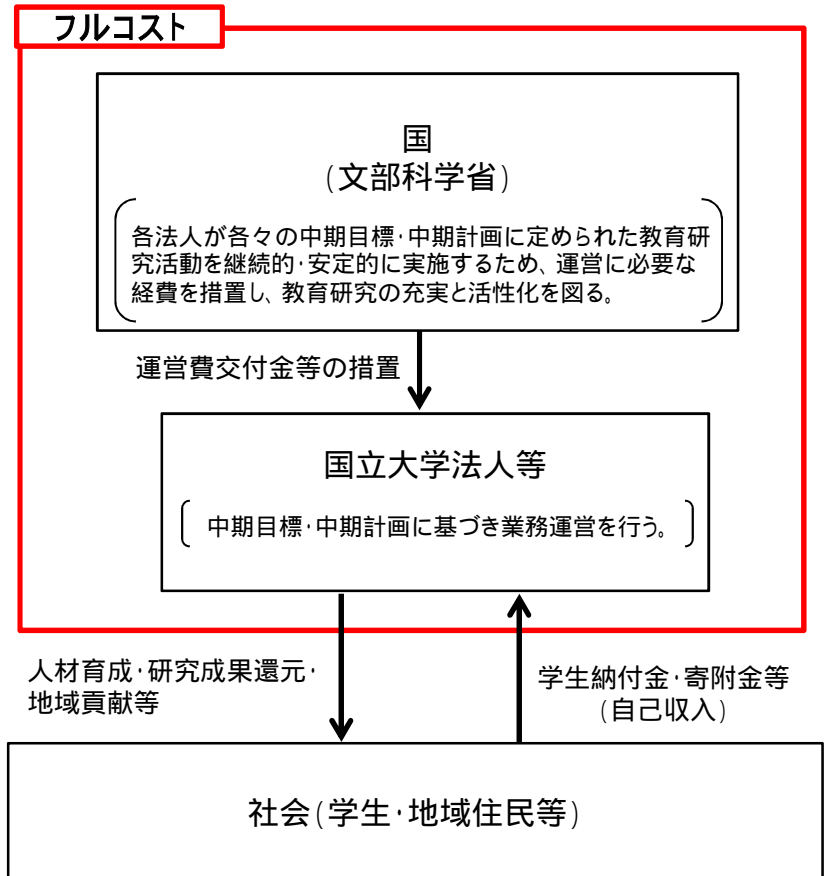 フルコスト
国
(文部科学省)
各法人が各々の中期目標・中期計画に定められた教育研
究活動を継続的・安定的に実施するため、運営に必要な
経費を措置し、教育研究の充実と活性化を図る。
運営費交付金等の措置
国立大学法人等
中期目標・中期計画に基づき業務運営を行う。
人材育成・研究成果還元・
地域貢献等
学生納付金・寄附金等
(自己収入)
社会(学生・地域住民等)